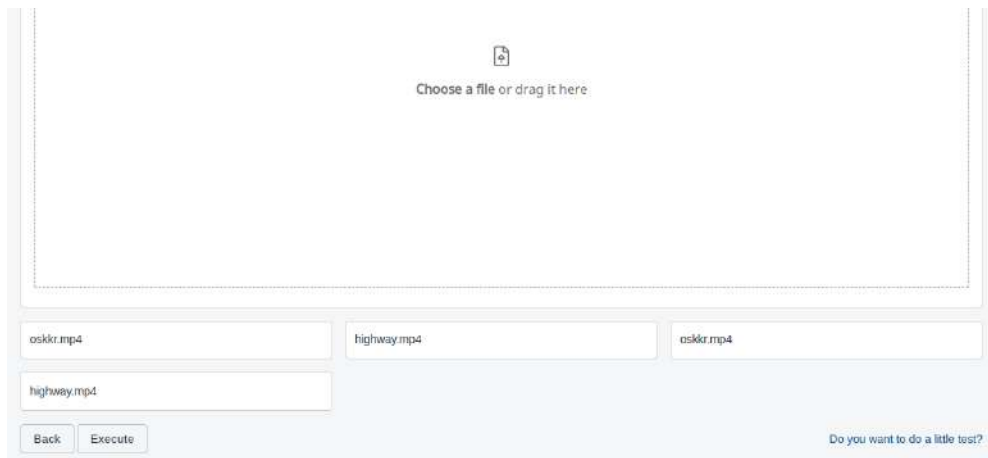 Choose a file or drag it here
oskkr.mp4
highway.mp4
oskkr.mp4
highway.mp4
Back
Execute
Do you want to do a little test?